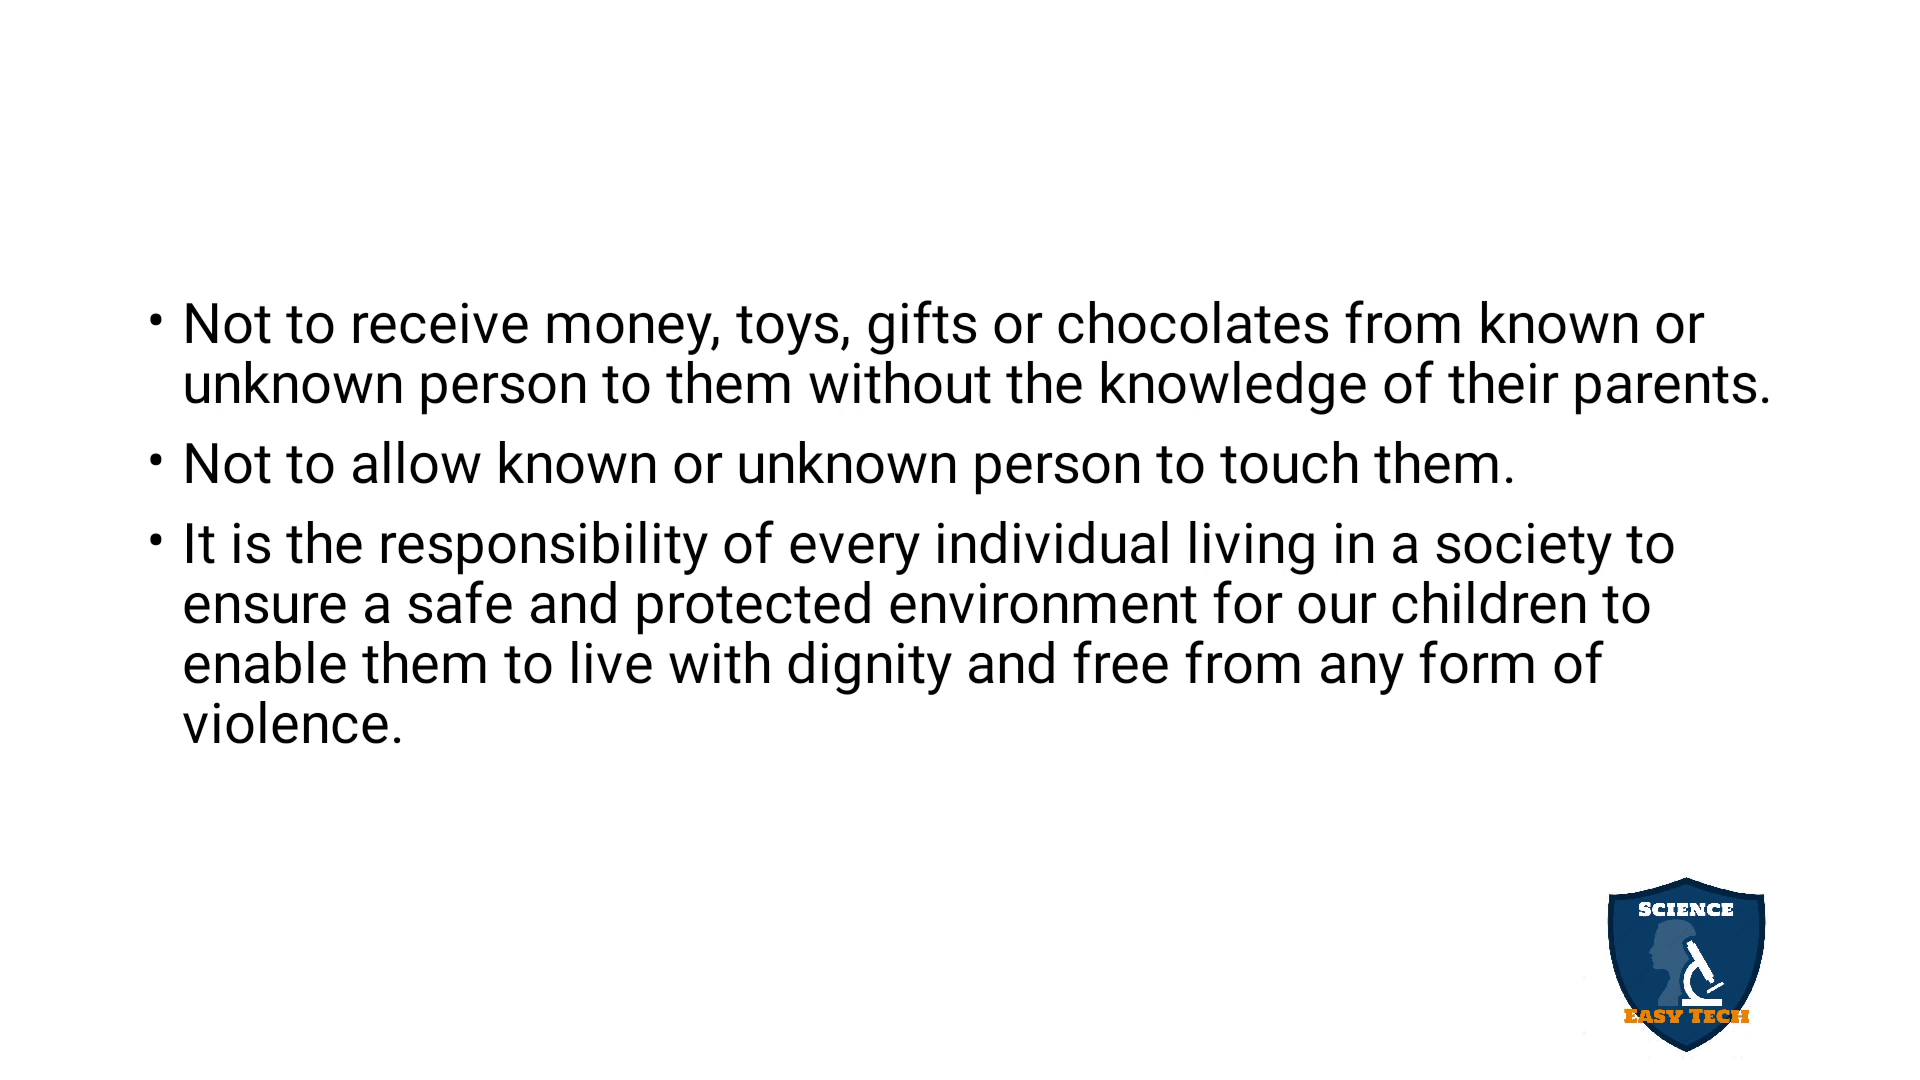 • Not to receive money, toys, gifts or chocolates from known or
unknown person to them without the knowledge of their parents.
• Not to allow known or unknown person to touch them.
• It is the responsibility of every individual living in a society to
ensure a safe and protected environment for our children to
enable them to live with dignity and free from any form of
violence.
SCIENCE
EASY TECH